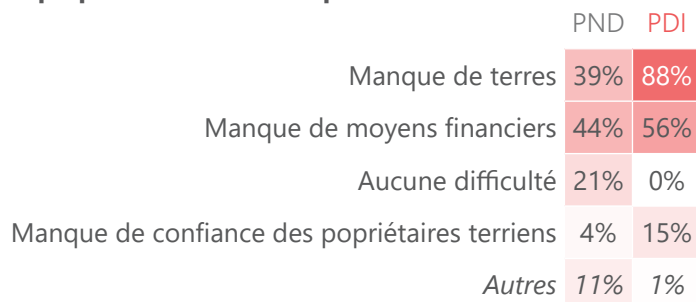 PND PDI
Manque de terres 39% 88%
Manque de moyens financiers 44% 56%
Aucune difficulté 21% 0%
Manque de confiance des popriétaires terriens 4% 15%
Autres 11% 1%